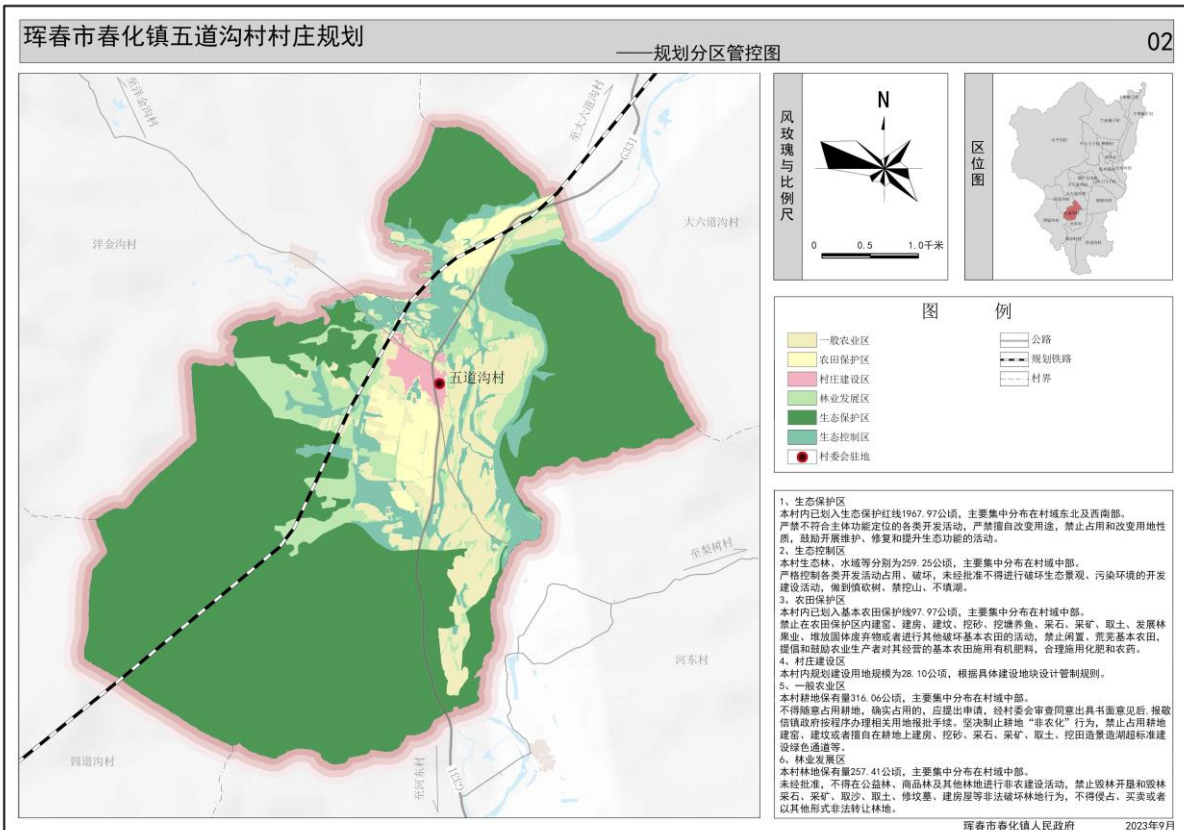 珲春市春化镇五道沟村村庄规划
——规划分区管控图
02
至洋金沟村
至大六道沟村
G331
洋金沟村
大六道沟村
五道沟村
至梨树村
河东村
四道沟村
至河东村
G331
风玫瑰与比例尺
N
0 0.5 1.0千米
区位图
图 例
一般农业区
农田保护区
村庄建设区
林业发展区
生态保护区
生态控制区
村委会驻地
公路
规划铁路
村界
1、生态保护区
本村内已划入生态保护红线1967.97公顷，主要集中分布在村域东北及西南部。
严禁不符合主体功能定位的各类开发活动，严禁擅自改变用途，禁止占用和改变用地性
质，鼓励开展维护、修复和提升生态功能的活动。
2、生态控制区
本村生态林、水域等分别为259.25公顷，主要集中分布在村域中部。
严格控制各类开发活动占用、破坏，未经批准不得进行破坏生态景观、污染环境的开发
建设活动，做到慎砍树、禁挖山、不填湖。
3、农田保护区
本村内已划入基本农田保护线97.97公顷，主要集中分布在村域中部。
禁止在农田保护区内建窑、建房、建坟、挖砂、挖塘养鱼、采石、采矿、取土、发展林
果业、堆放固体废弃物或者进行其他破坏基本农田的活动，禁止闲置、荒芜基本农田，
提倡和鼓励农业生产者对其经营的基本农田施用有机肥料，合理施用化肥和农药。
4、村庄建设区
本村内规划建设用地规模为28.10公顷，根据具体建设地块设计管制规则。
5、一般农业区
本村耕地保有量316.06公顷，主要集中分布在村域中部。
不得随意占用耕地，确实占用的，应提出申请，经村委会审查同意出具书面意见后，报敬
信镇政府按程序办理相关用地报批手续。坚决制止耕地“非农化”行为，禁止占用耕地
建窑、建坟或者擅自在耕地上建房、挖砂、采石、采矿、取土、挖田造景造湖超标准建
设绿色通道等。
6、林业发展区
本村林地保有量257.41公顷，主要集中分布在村域中部。
未经批准，不得在公益林、商品林及其他林地进行非农建设活动，禁止毁林开垦和毁林
采石、采矿、取沙、取土、修坟墓、建房屋等非法破坏林地行为，不得侵占、买卖或者
以其他形式非法转让林地。
珲春市春化镇人民政府 2023年9月